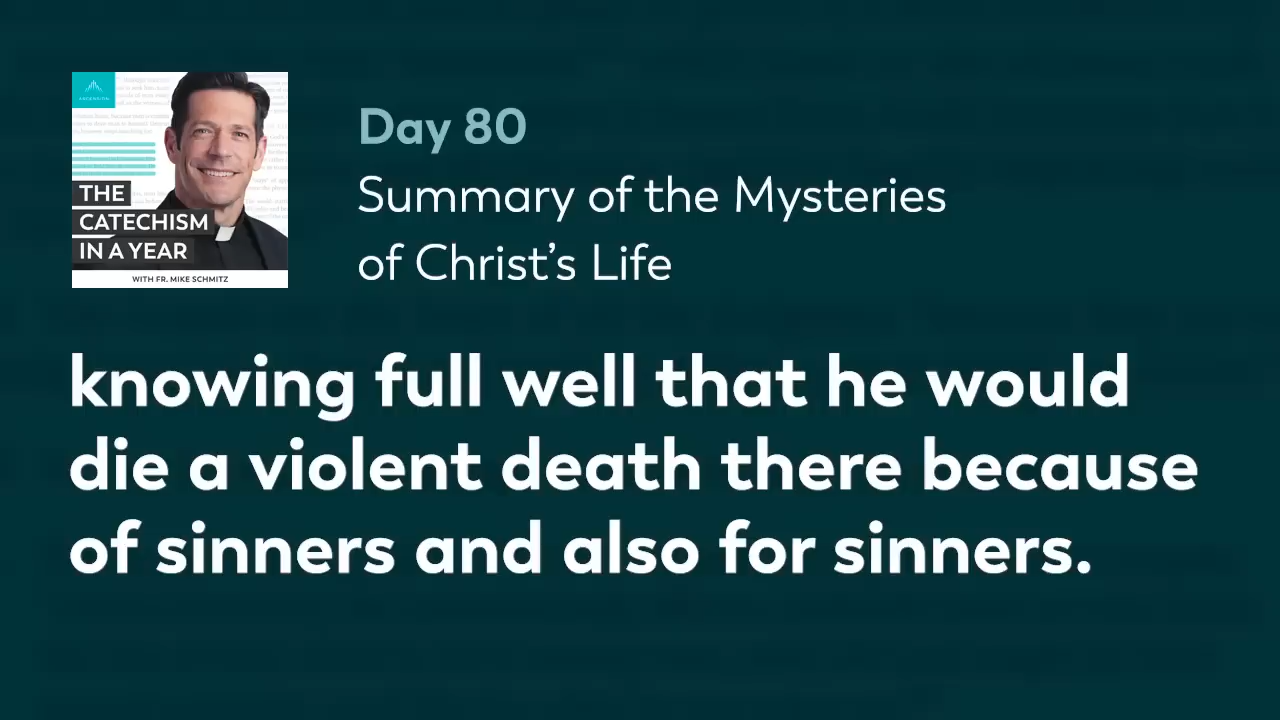 ASCENSION
THE
CATECHISM
IN A YEAR
WITH FR. MIKE SCHMITZ
Day 80
Summary of the Mysteries
of Christ’s Life
knowing full well that he would
die a violent death there because
of sinners and also for sinners.